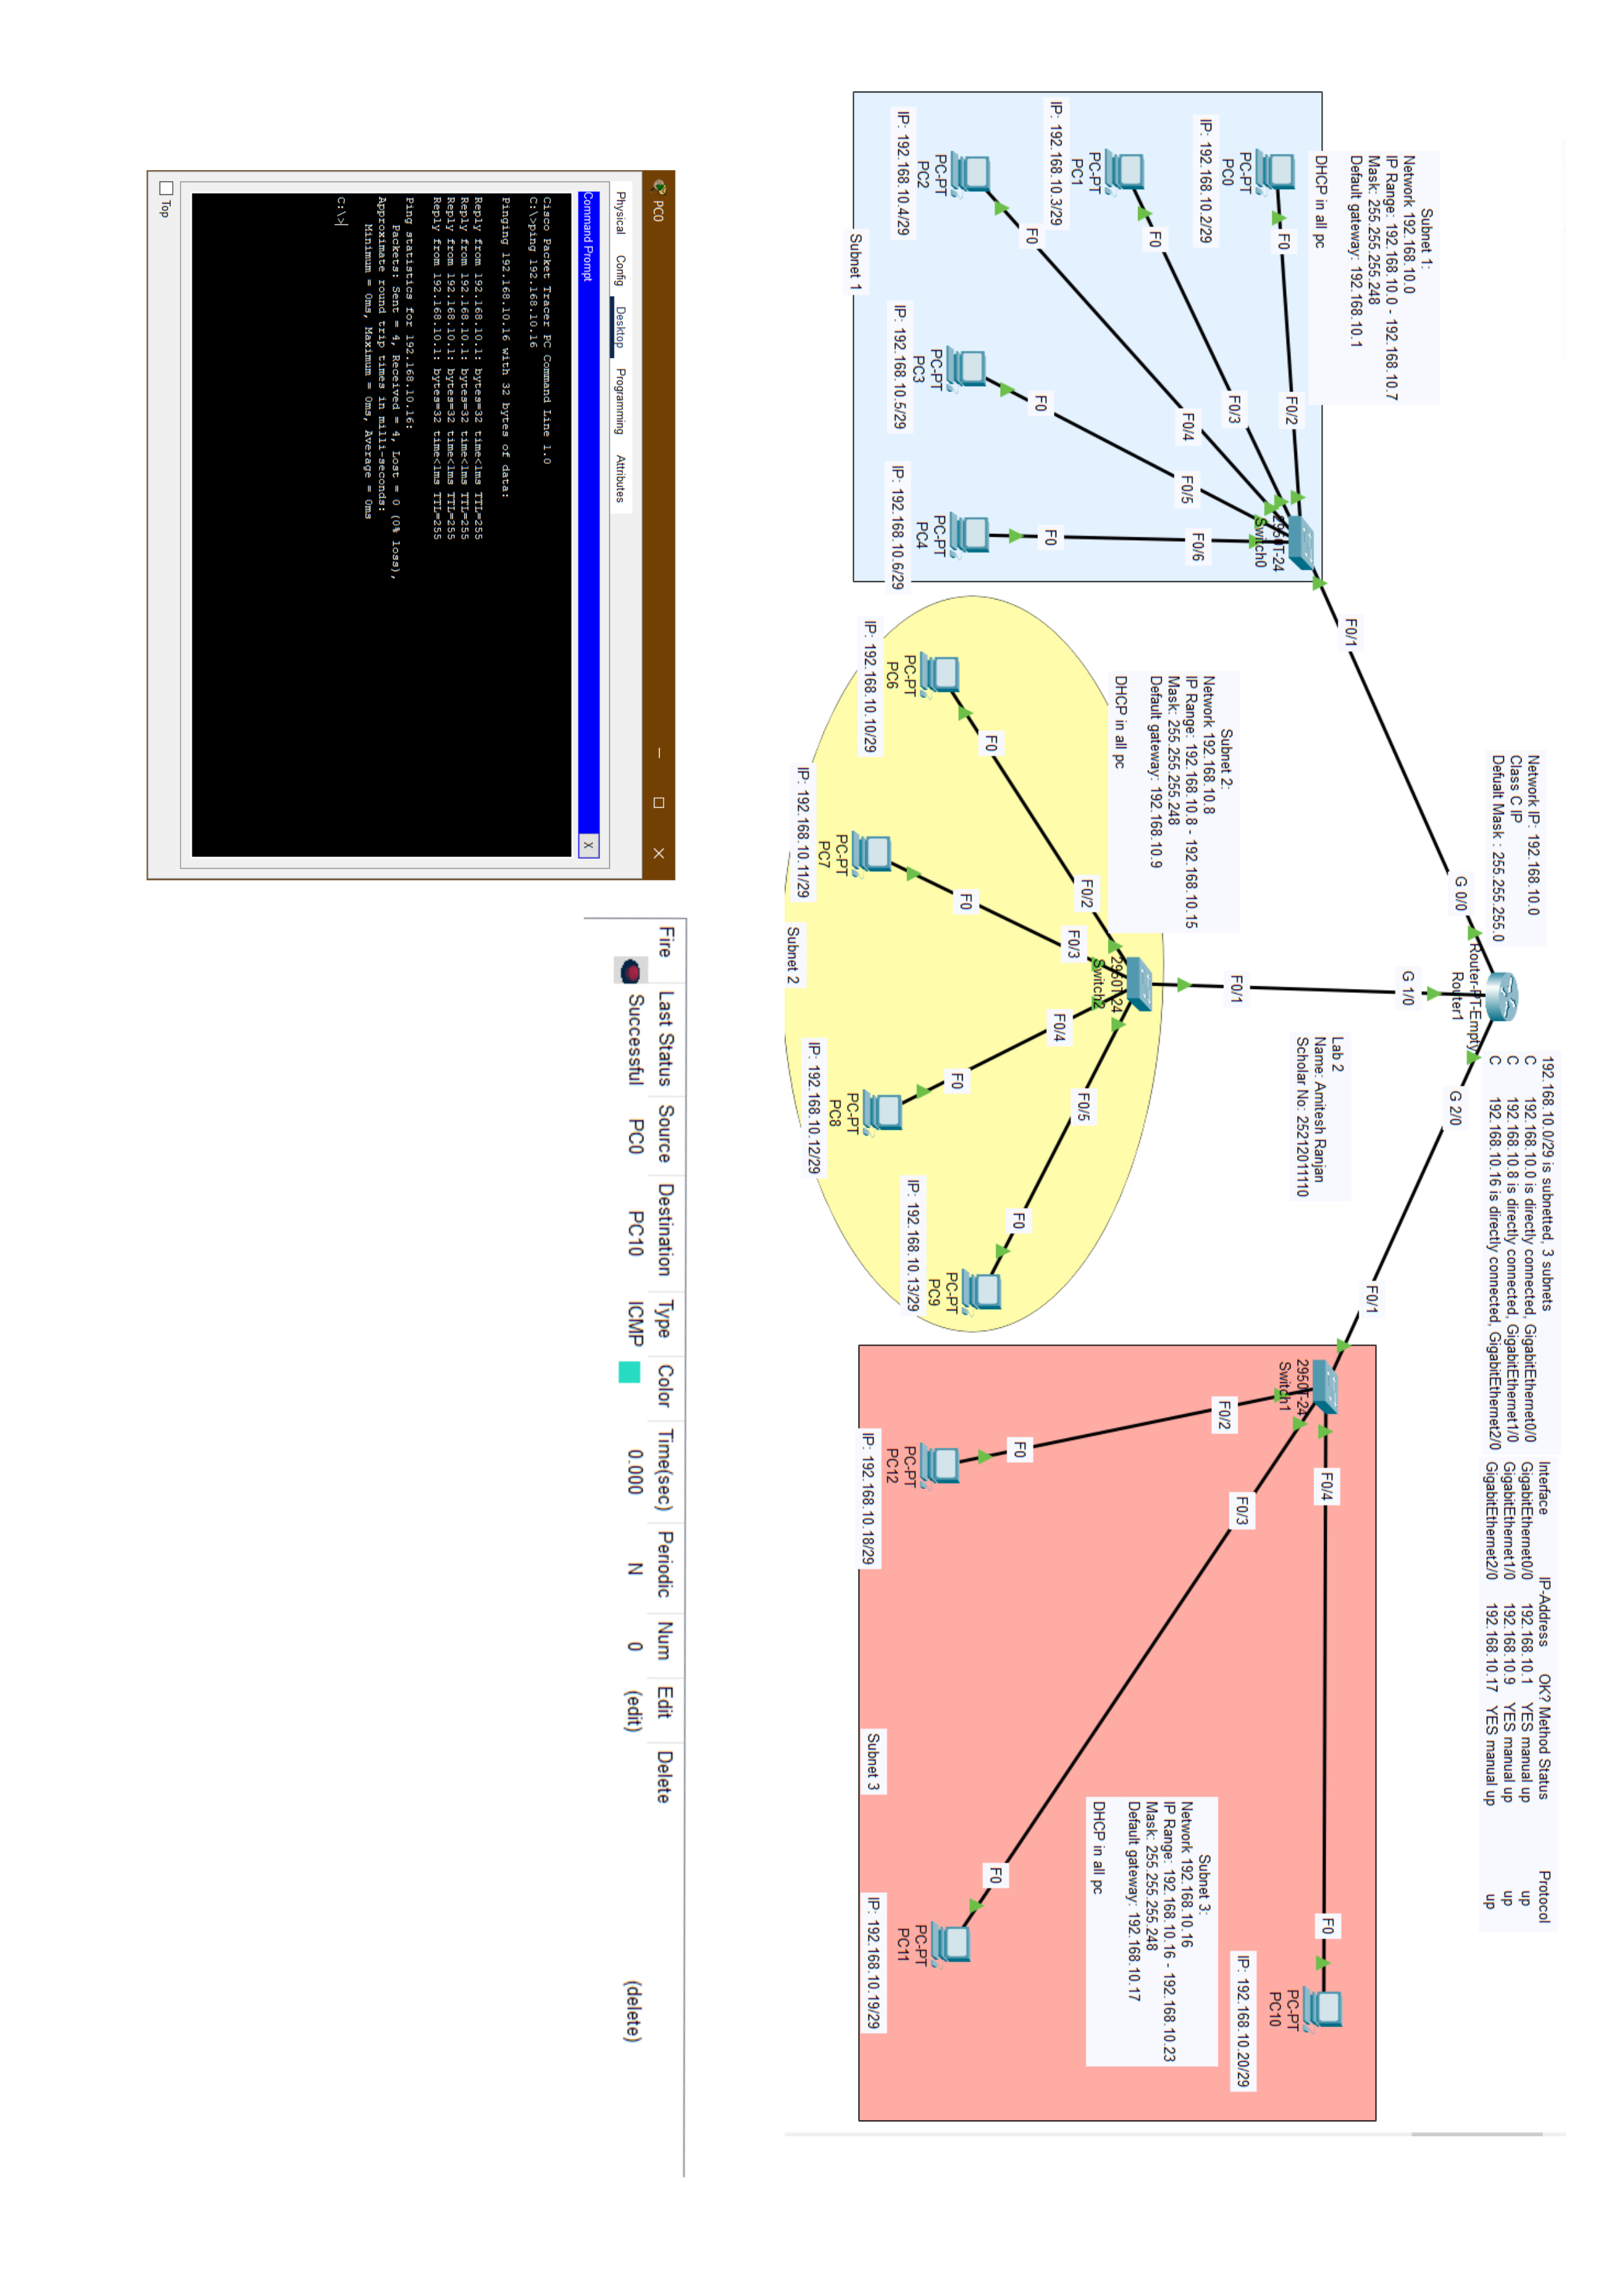 Network IP: 192.168.10.0
Class C IP
Defualt Mask : 255.255.255.0
192.168.10.0/29 is subnetted, 3 subnets
C 192.168.10.0 is directly connected, GigabitEthernet0/0
C 192.168.10.8 is directly connected, GigabitEthernet1/0
C 192.168.10.16 is directly connected, GigabitEthernet2/0
Interface IP-Address OK? Method Status Protocol
GigabitEthernet0/0 192.168.10.1 YES manual up up
GigabitEthernet1/0 192.168.10.9 YES manual up up
GigabitEthernet2/0 192.168.10.17 YES manual up up
Router-PT-Empty
Router1
G 0/0
G 1/0
G 2/0
Lab 2
Name: Amitesh Ranjan
Scholar No: 25212011110
Subnet 1:
Network 192.168.10.0
IP Range: 192.168.10.0 - 192.168.10.7
Mask: 255.255.255.248
Default gateway: 192.168.10.1
DHCP in all pc
F0/1
2950T-24
Switch0
F0/2
F0/3
F0/4
F0/5
F0/6
F0
F0
F0
F0
F0
PC-PT
PC0
IP: 192.168.10.2/29
PC-PT
PC1
IP: 192.168.10.3/29
PC-PT
PC2
IP: 192.168.10.4/29
PC-PT
PC3
IP: 192.168.10.5/29
PC-PT
PC4
IP: 192.168.10.6/29
Subnet 1
Subnet 2:
Network 192.168.10.8
IP Range: 192.168.10.8 - 192.168.10.15
Mask: 255.255.255.248
Default gateway: 192.168.10.9
DHCP in all pc
F0/1
2950T-24
Switch2
F0/2
F0/3
F0/4
F0/5
F0
F0
F0
F0
PC-PT
PC6
IP: 192.168.10.10/29
PC-PT
PC7
IP: 192.168.10.11/29
PC-PT
PC8
IP: 192.168.10.12/29
PC-PT
PC9
IP: 192.168.10.13/29
Subnet 2
F0/1
2950T-24
Switch1
F0/2
F0/3
F0/4
F0
F0
F0
PC-PT
PC10
IP: 192.168.10.20/29
Subnet 3:
Network 192.168.10.16
IP Range: 192.168.10.16 - 192.168.10.23
Mask: 255.255.255.248
Default gateway: 192.168.10.17
DHCP in all pc
PC-PT
PC12
IP: 192.168.10.18/29
PC-PT
PC11
IP: 192.168.10.19/29
Subnet 3
PC0
Physical Config Desktop Programming Attributes
Command Prompt X
Cisco Packet Tracer PC Command Line 1.0
C:\>ping 192.168.10.16
Pinging 192.168.10.16 with 32 bytes of data:
Reply from 192.168.10.1: bytes=32 time<1ms TTL=255
Reply from 192.168.10.1: bytes=32 time<1ms TTL=255
Reply from 192.168.10.1: bytes=32 time<1ms TTL=255
Reply from 192.168.10.1: bytes=32 time<1ms TTL=255
Ping statistics for 192.168.10.16:
Packets: Sent = 4, Received = 4, Lost = 0 (0% loss),
Approximate round trip times in milli-seconds:
Minimum = 0ms, Maximum = 0ms, Average = 0ms
C:\>
Top
Fire Last Status Source Destination Type Color Time(sec) Periodic Num Edit Delete
Successful PC0 PC10 ICMP 0.000 N 0 (edit) (delete)